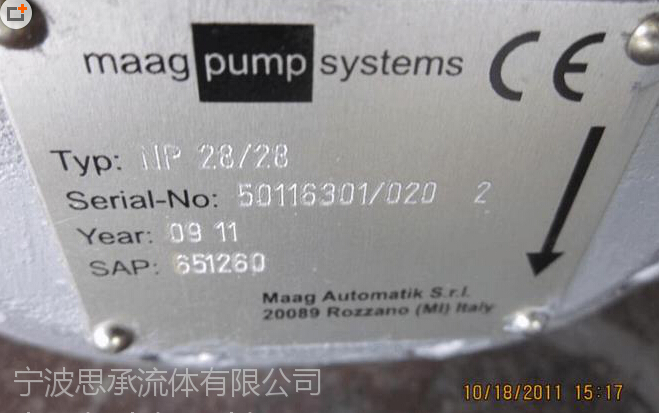 maag pump systems
CE
Typ: NP 28/28
Serial-No: 50116301/020 2
Year: 09 11
SAP: 651260
Maag Automatik S.r.l.
20089 Rozzano (MI) Italy
宁波思承流体有限公司
10/18/2011 15:17